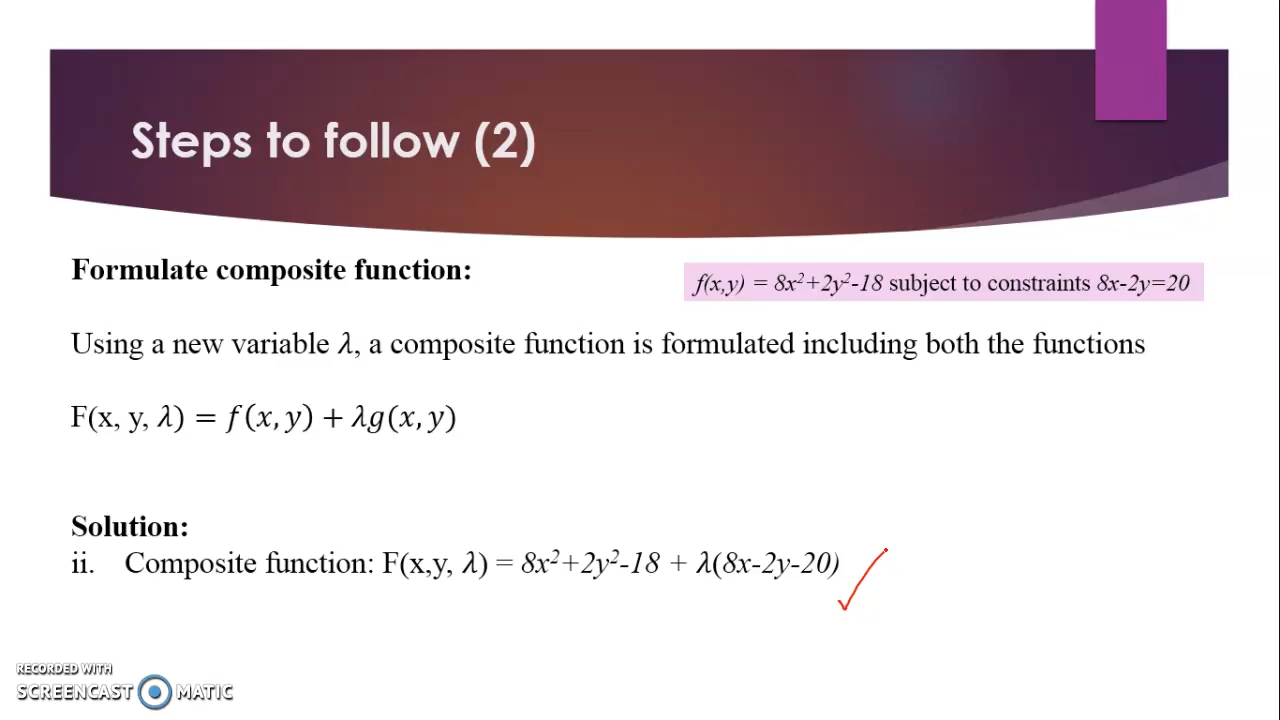 Steps to follow (2)
Formulate composite function:
f(x,y) = 8x²+2y²-18 subject to constraints 8x-2y=20
Using a new variable λ, a composite function is formulated including both the functions
F(x, y, λ) = f(x, y) + λg(x, y)
Solution:
ii. Composite function: F(x,y, λ) = 8x²+2y²-18 + λ(8x-2y-20)
RECORDED WITH
SCREENCAST MATIC